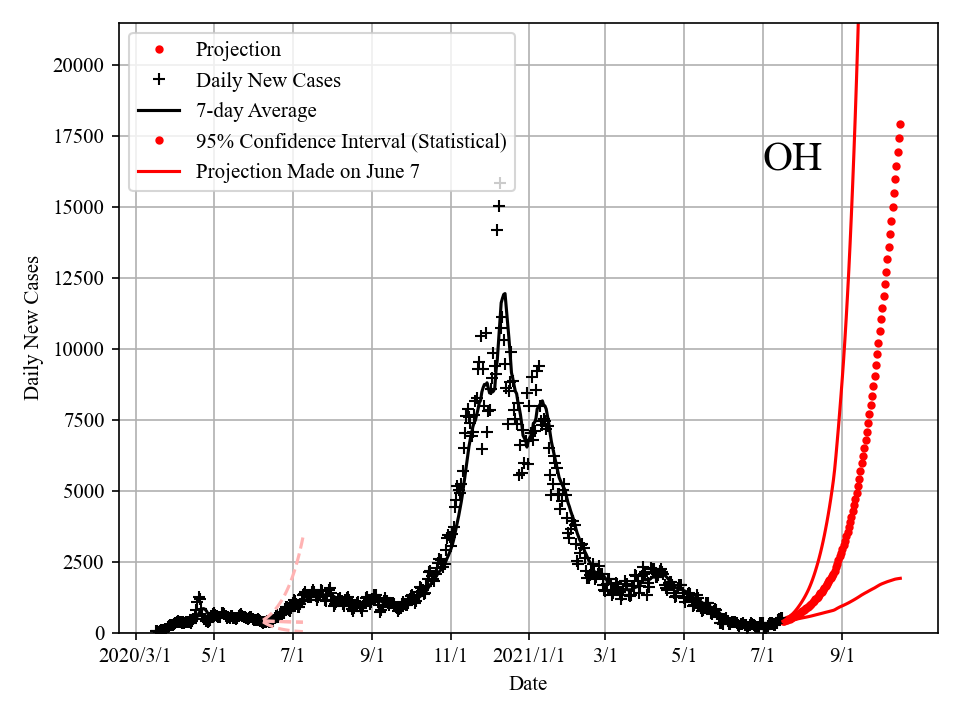 Projection
Daily New Cases
7-day Average
95% Confidence Interval (Statistical)
Projection Made on June 7
OH
Daily New Cases
20000
17500
15000
12500
10000
7500
5000
2500
0
2020/3/1 5/1 7/1 9/1 11/1 2021/1/1 3/1 5/1 7/1 9/1
Date